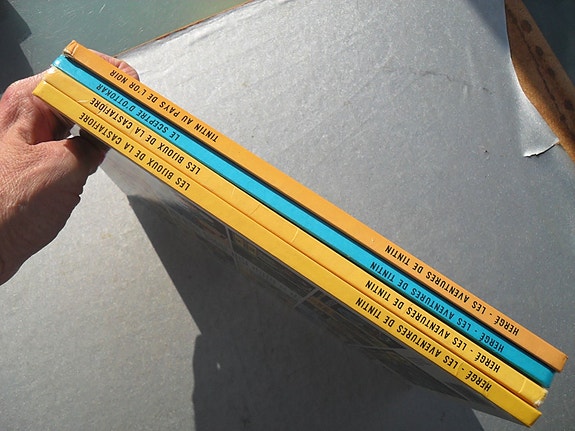 HERGÉ - LES AVENTURES DE TINTIN TINTIN AU PAYS DE L'OR NOIR
HERGÉ - LES AVENTURES DE TINTIN LE SCEPTRE D'OTTOKAR
HERGÉ - LES AVENTURES DE TINTIN LES BIJOUX DE LA CASTAFIORE
HERGÉ - LES AVENTURES DE TINTIN LES BIJOUX DE LA CASTAFIORE